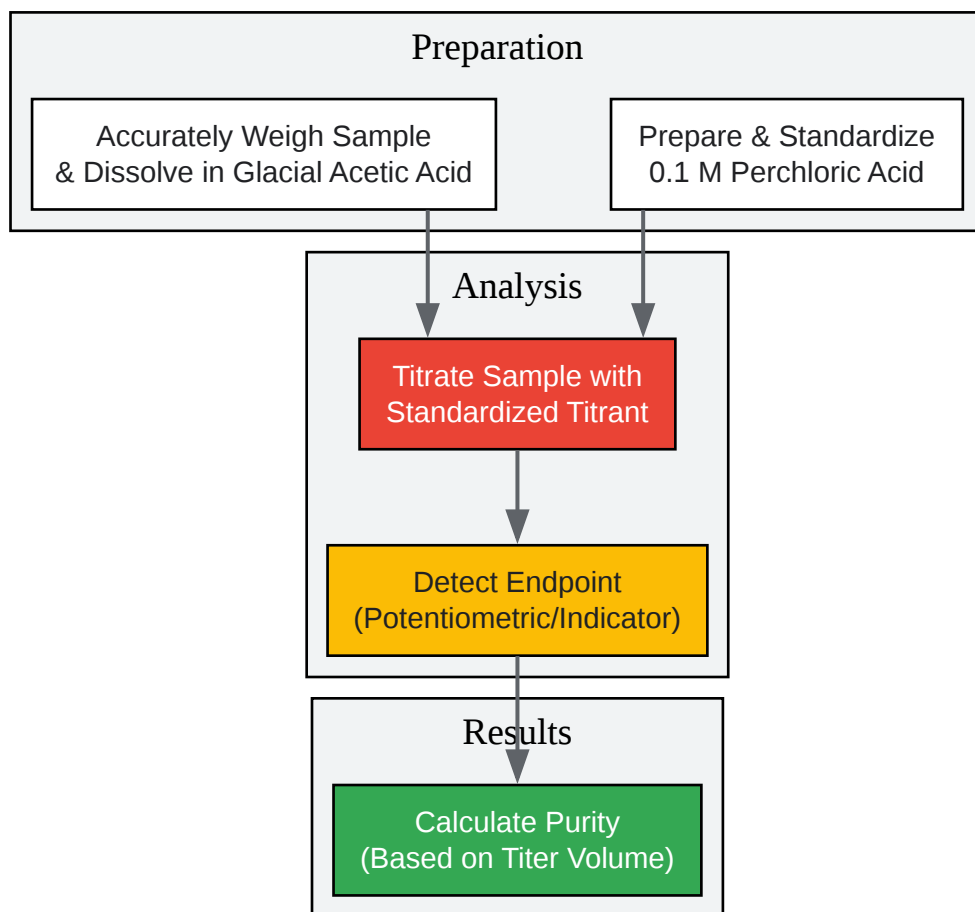 Preparation
Accurately Weigh Sample
& Dissolve in Glacial Acetic Acid
Prepare & Standardize
0.1 M Perchloric Acid
Analysis
Titrate Sample with
Standardized Titrant
Detect Endpoint
(Potentiometric/Indicator)
Results
Calculate Purity
(Based on Titer Volume)